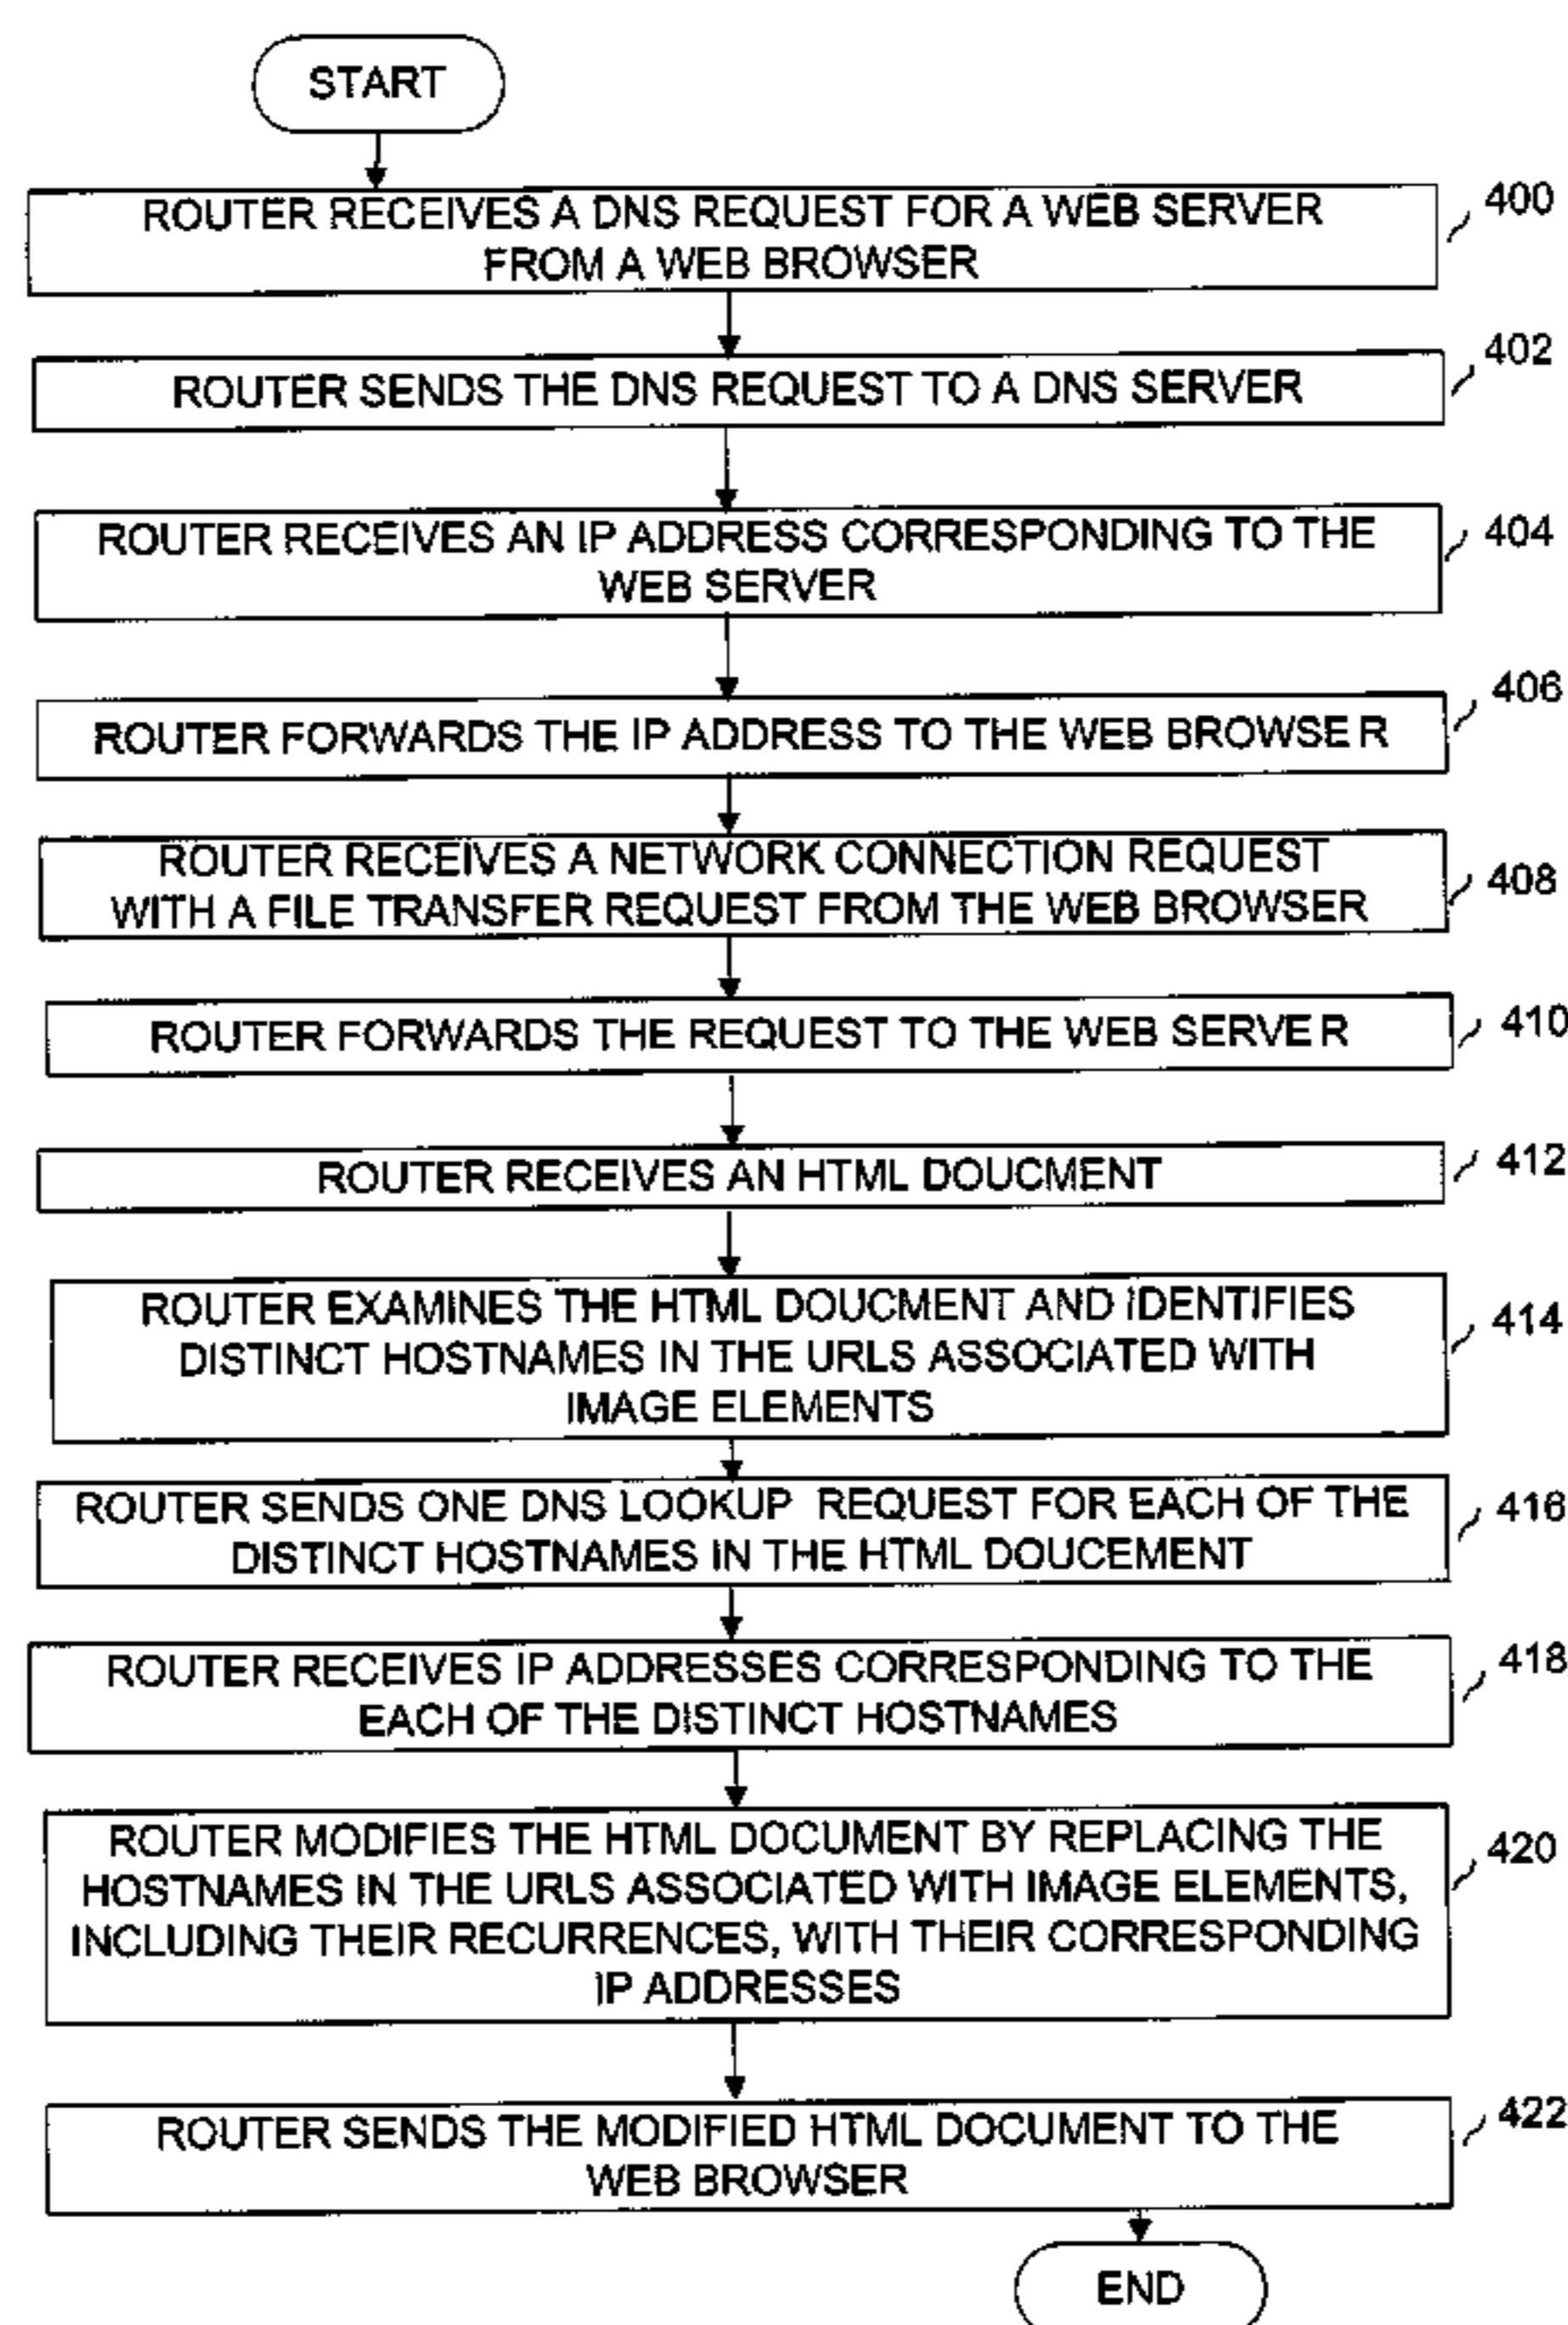 START
ROUTER RECEIVES A DNS REQUEST FOR A WEB SERVER
FROM A WEB BROWSER
400
ROUTER SENDS THE DNS REQUEST TO A DNS SERVER
402
ROUTER RECEIVES AN IP ADDRESS CORRESPONDING TO THE
WEB SERVER
404
ROUTER FORWARDS THE IP ADDRESS TO THE WEB BROWSER
406
ROUTER RECEIVES A NETWORK CONNECTION REQUEST
WITH A FILE TRANSFER REQUEST FROM THE WEB BROWSER
408
ROUTER FORWARDS THE REQUEST TO THE WEB SERVER
410
ROUTER RECEIVES AN HTML DOUCMENT
412
ROUTER EXAMINES THE HTML DOUCMENT AND IDENTIFIES
DISTINCT HOSTNAMES IN THE URLS ASSOCIATED WITH
IMAGE ELEMENTS
414
ROUTER SENDS ONE DNS LOOKUP REQUEST FOR EACH OF THE
DISTINCT HOSTNAMES IN THE HTML DOUCEMENT
416
ROUTER RECEIVES IP ADDRESSES CORRESPONDING TO THE
EACH OF THE DISTINCT HOSTNAMES
418
ROUTER MODIFIES THE HTML DOCUMENT BY REPLACING THE
HOSTNAMES IN THE URLS ASSOCIATED WITH IMAGE ELEMENTS,
INCLUDING THEIR RECURRENCES, WITH THEIR CORRESPONDING
IP ADDRESSES
420
ROUTER SENDS THE MODIFIED HTML DOCUMENT TO THE
WEB BROWSER
422
END